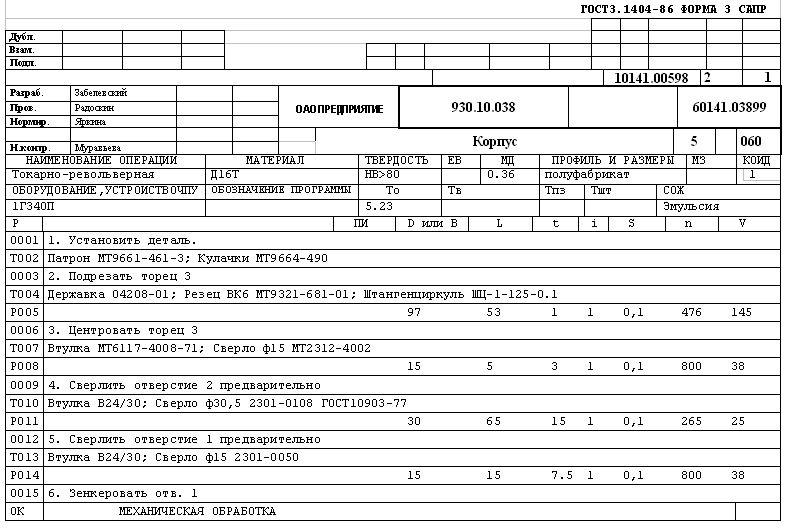 ГОСТ3.1404-86 ФОРМА 3 САПР
Дубл.
Взам.
Подл.
10141.00598 2 1
Разраб. Забелевский
Пров. Радоскин
Нормир. Яркина
ОАО ПРЕДПРИЯТИЕ 930.10.038 60141.03899
Н.контр. Муравьева
Корпус 5 060
НАИМЕНОВАНИЕ ОПЕРАЦИИ МАТЕРИАЛ ТВЕРДОСТЬ ЕВ МД ПРОФИЛЬ И РАЗМЕРЫ МЗ КОИД
Токарно-револьверная Д16Т НВ>80 0.36 полуфабрикат 1
ОБОРУДОВАНИЕ,УСТРОЙСТВОЧПУ ОБОЗНАЧЕНИЕ ПРОГРАММЫ То Тв Тпз Тшт СОЖ
1Г340П 5.23 Эмульсия
Р ПИ D или В L t i S n V
0001 1. Установить деталь.
Т002 Патрон МТ9661-461-3; Кулачки МТ9664-490
0003 2. Подрезать торец 3
Т004 Державка 04208-01; Резец ВК6 МТ9321-681-01; Штангенциркуль ШЦ-1-125-0.1
Р005 97 53 1 1 0,1 476 145
0006 3. Центровать торец 3
Т007 Втулка МТ6117-4008-71; Сверло ф15 МТ2312-4002
Р008 15 5 3 1 0,1 800 38
0009 4. Сверлить отверстие 2 предварительно
Т010 Втулка В24/30; Сверло ф30,5 2301-0108 ГОСТ10903-77
Р011 30 65 15 1 0,1 265 25
0012 5. Сверлить отверстие 1 предварительно
Т013 Втулка В24/30; Сверло ф15 2301-0050
Р014 15 15 7.5 1 0,1 800 38
0015 6. Зенкеровать отв. 1
ОК МЕХАНИЧЕСКАЯ ОБРАБОТКА